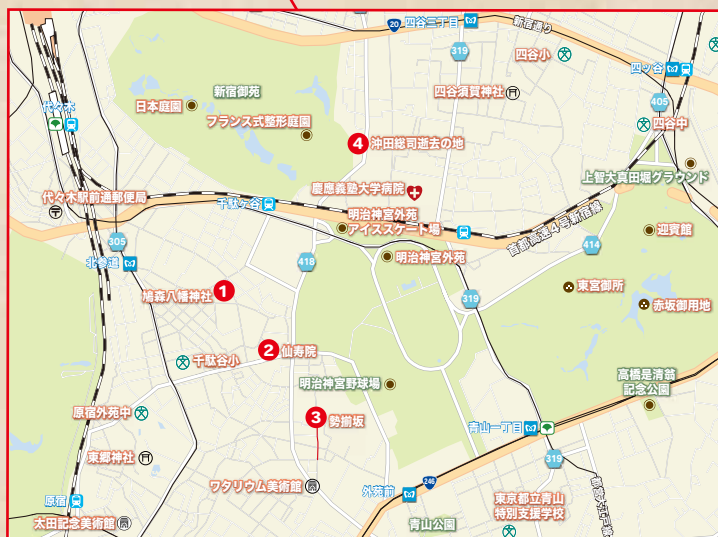 20
四谷三丁目
新宿通り
319
四谷小
四ツ谷
新宿御苑
日本庭園
フランス式整形庭園
四谷須賀神社
405
四谷中
代々木
4 沖田総司逝去の地
上智大真田堀グラウンド
慶應義塾大学病院
代々木駅前通郵便局
千駄ケ谷
明治神宮外苑
アイススケート場
首都高速4号新宿線
迎賓館
305
414
北参道
418
明治神宮外苑
鳩森八幡神社 1
319
東宮御所
赤坂御用地
2 仙寿院
千駄谷小
明治神宮野球場
高橋是清翁
記念公園
原宿外苑中
3 勢揃坂
青山一丁目
東郷神社
319
246
ワタリウム美術館
外苑前
原宿
東京都立青山
特別支援学校
太田記念美術館
青山公園